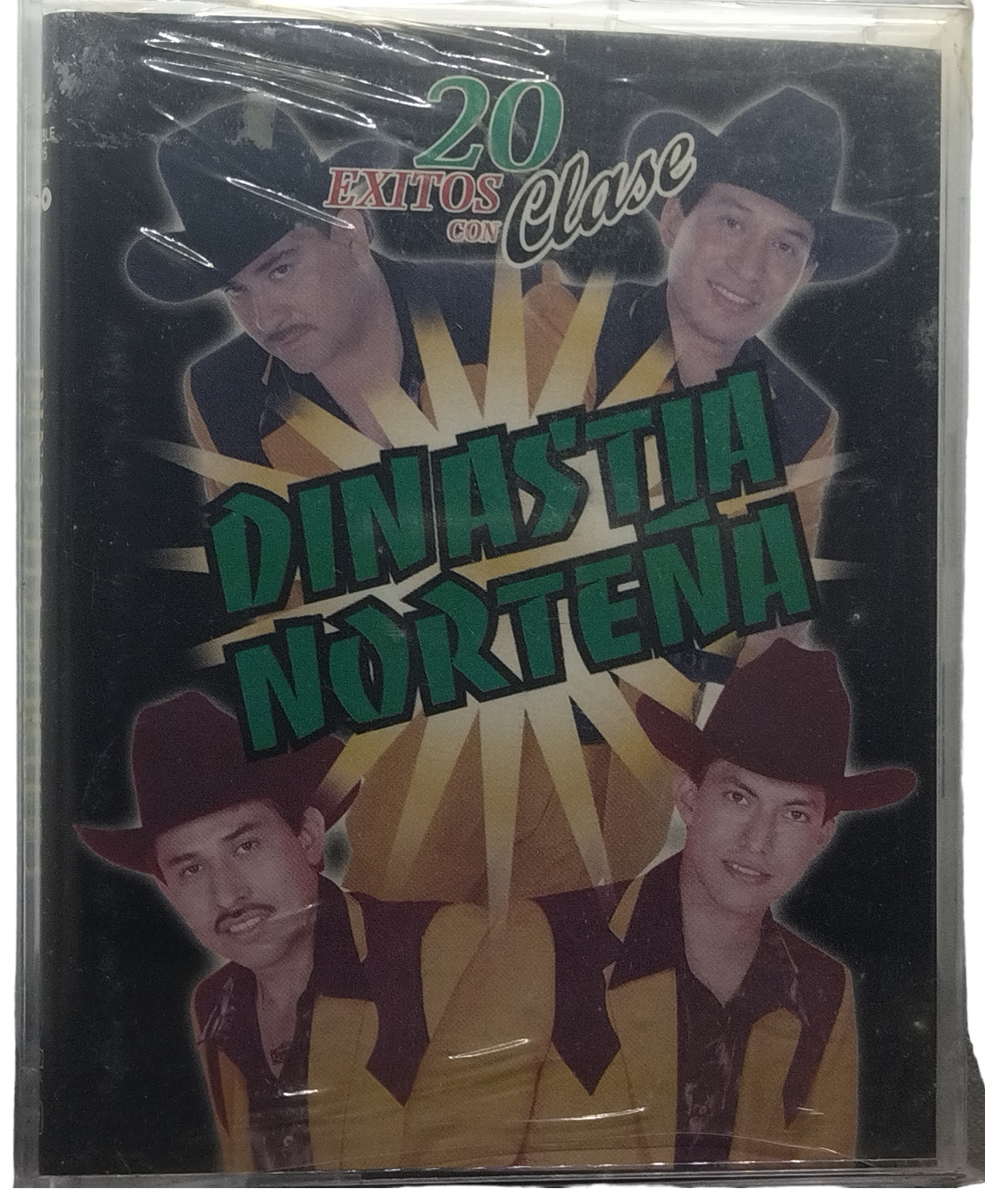 20
EXITOS
CON Clase
DINASTIA
NORTEÑA